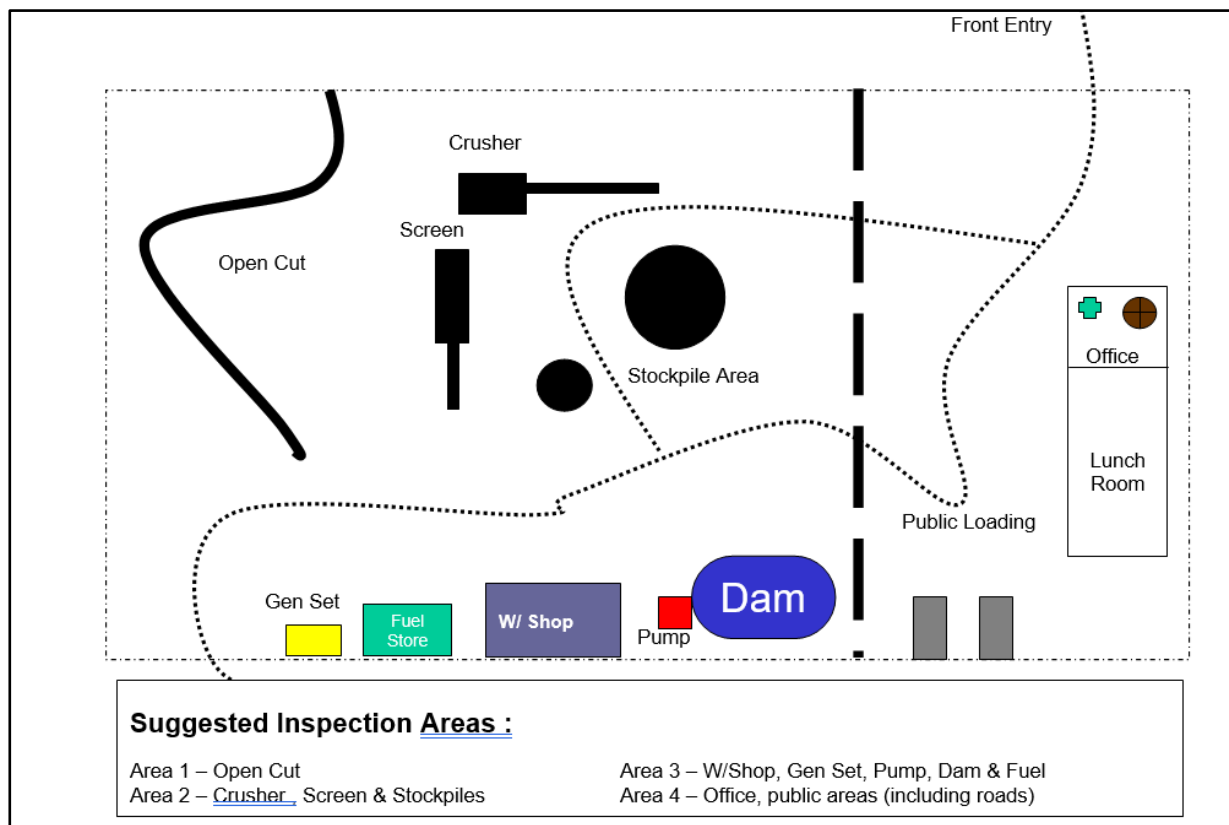 Front Entry
Crusher
Screen
Open Cut
Stockpile Area
Office
Lunch
Room
Public Loading
Gen Set
Fuel
Store
W/ Shop
Pump
Dam
Suggested Inspection Areas :
Area 1 – Open Cut
Area 2 – Crusher , Screen & Stockpiles
Area 3 – W/Shop, Gen Set, Pump, Dam & Fuel
Area 4 – Office, public areas (including roads)